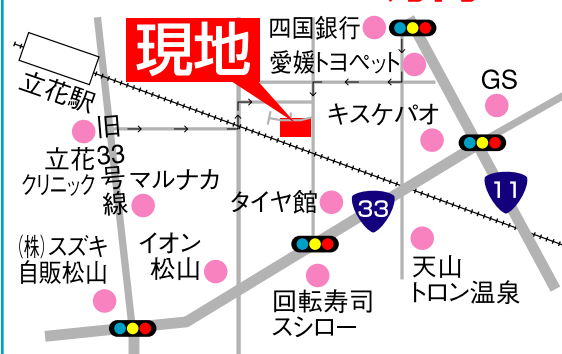 四国銀行
現地
愛媛トヨペット
立花駅
GS
キスケパオ
旧33号線
立花
クリニック
マルナカ
タイヤ館
33
11
(株)スズキ
自販松山
イオン
松山
回転寿司
スシロー
天山
トロン温泉